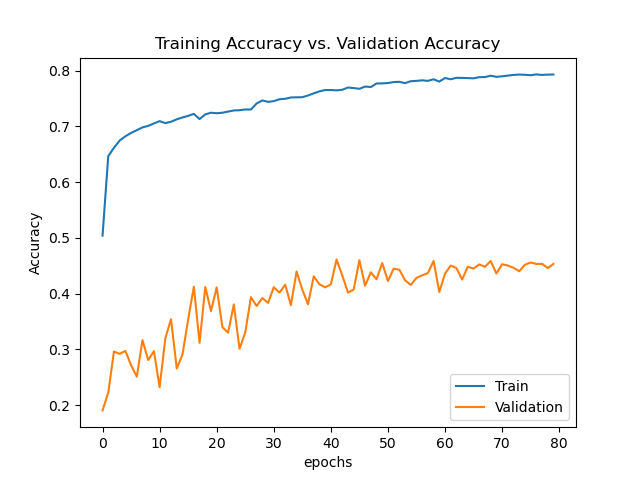 Training Accuracy vs. Validation Accuracy
0.8
0.7
0.6
0.5
0.4
0.3
0.2
Accuracy
Train
Validation
0 10 20 30 40 50 60 70 80
epochs